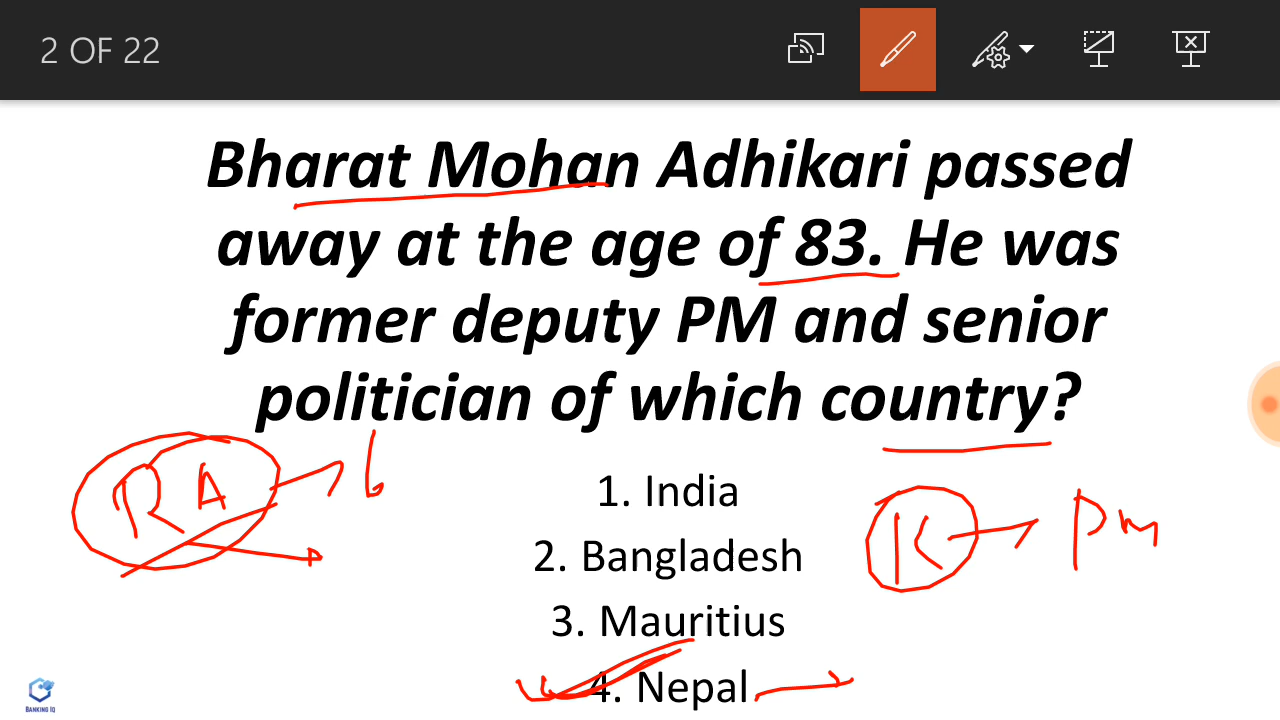 2 OF 22
Bharat Mohan Adhikari passed
away at the age of 83. He was
former deputy PM and senior
politician of which country?
RA
1. India
K
PM
2. Bangladesh
3. Mauritius
4. Nepal
BANKING IQ